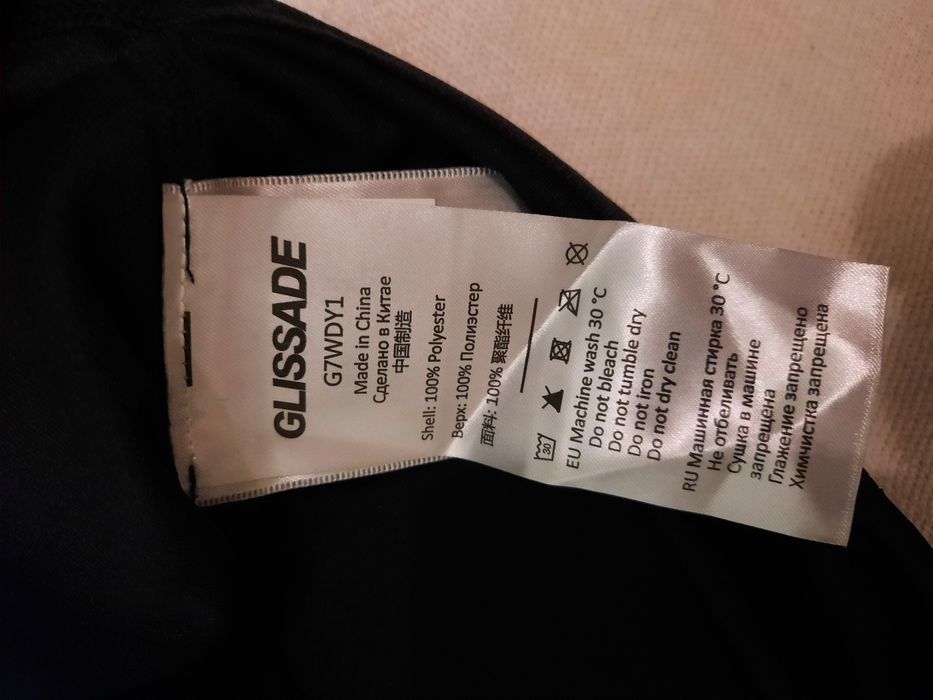 GLISSADE
G7WDY1
Made in China
Сделано в Китае
中国制造
Shell: 100% Polyester
Верх: 100% Полиэстер
面料: 100% 聚酯纤维
30
EU Machine wash 30 °C
Do not bleach
Do not tumble dry
Do not iron
Do not dry clean
RU Машинная стирка 30 °C
Не отбеливать
Сушка в машине
запрещена
Глажение запрещено
Химчистка запрещена